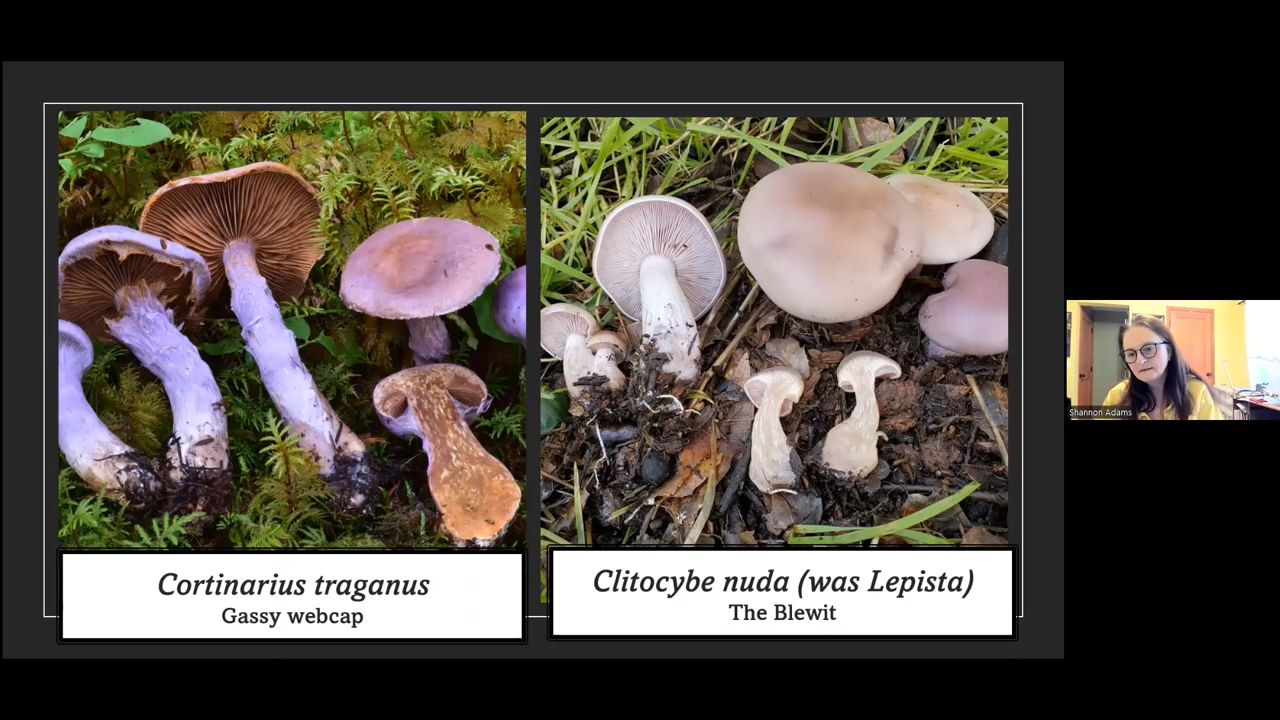 Cortinarius traganus
Gassy webcap
Clitocybe nuda (was Lepista)
The Blewit
Shannon Adams